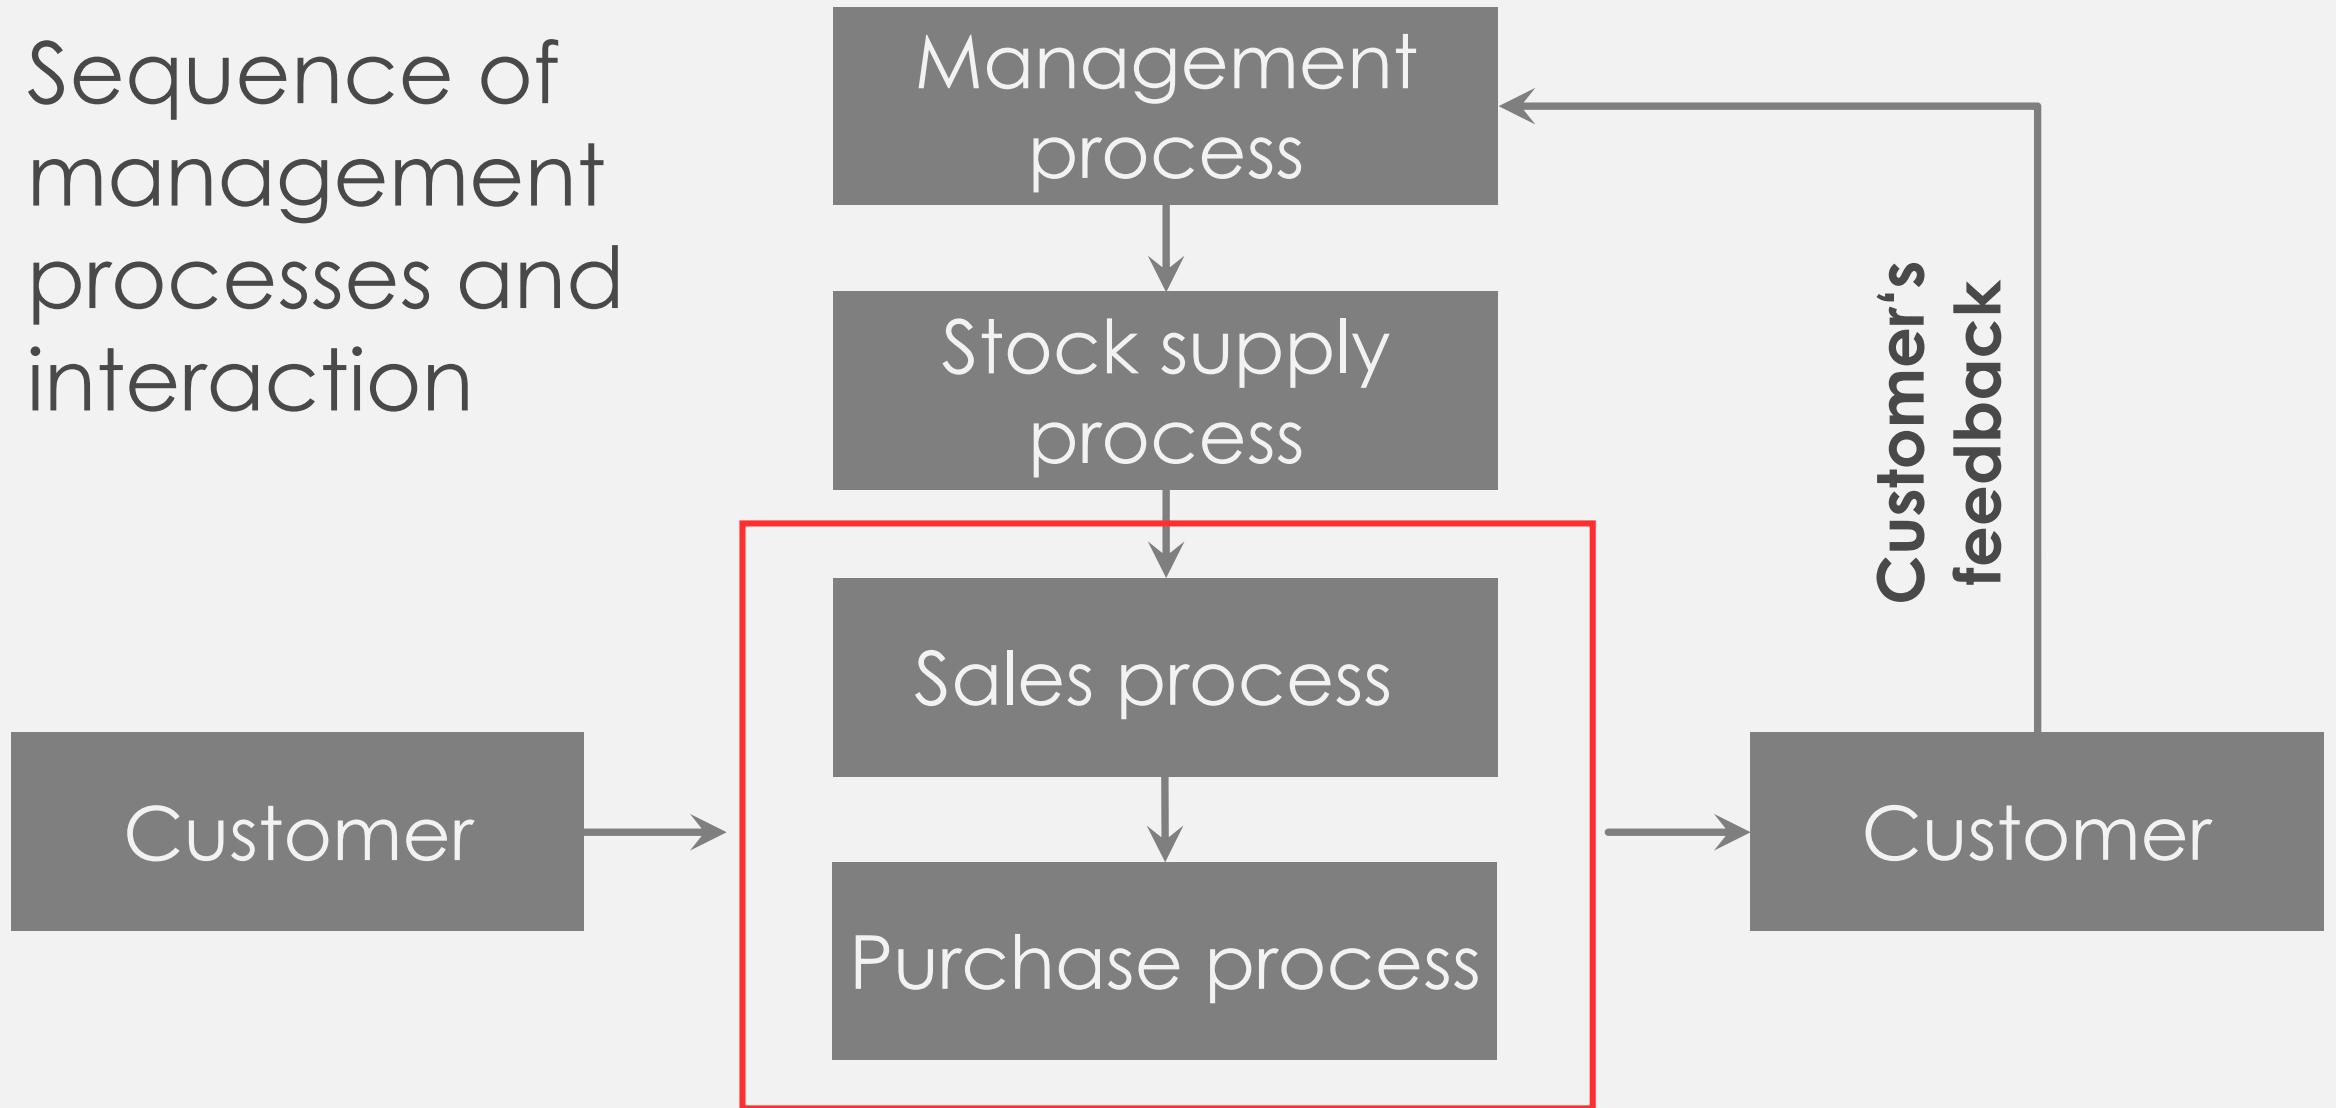 Sequence of
management
processes and
interaction
Management
process
Stock supply
process
Customer‘s
feedback
Sales process
Customer
Customer
Purchase process